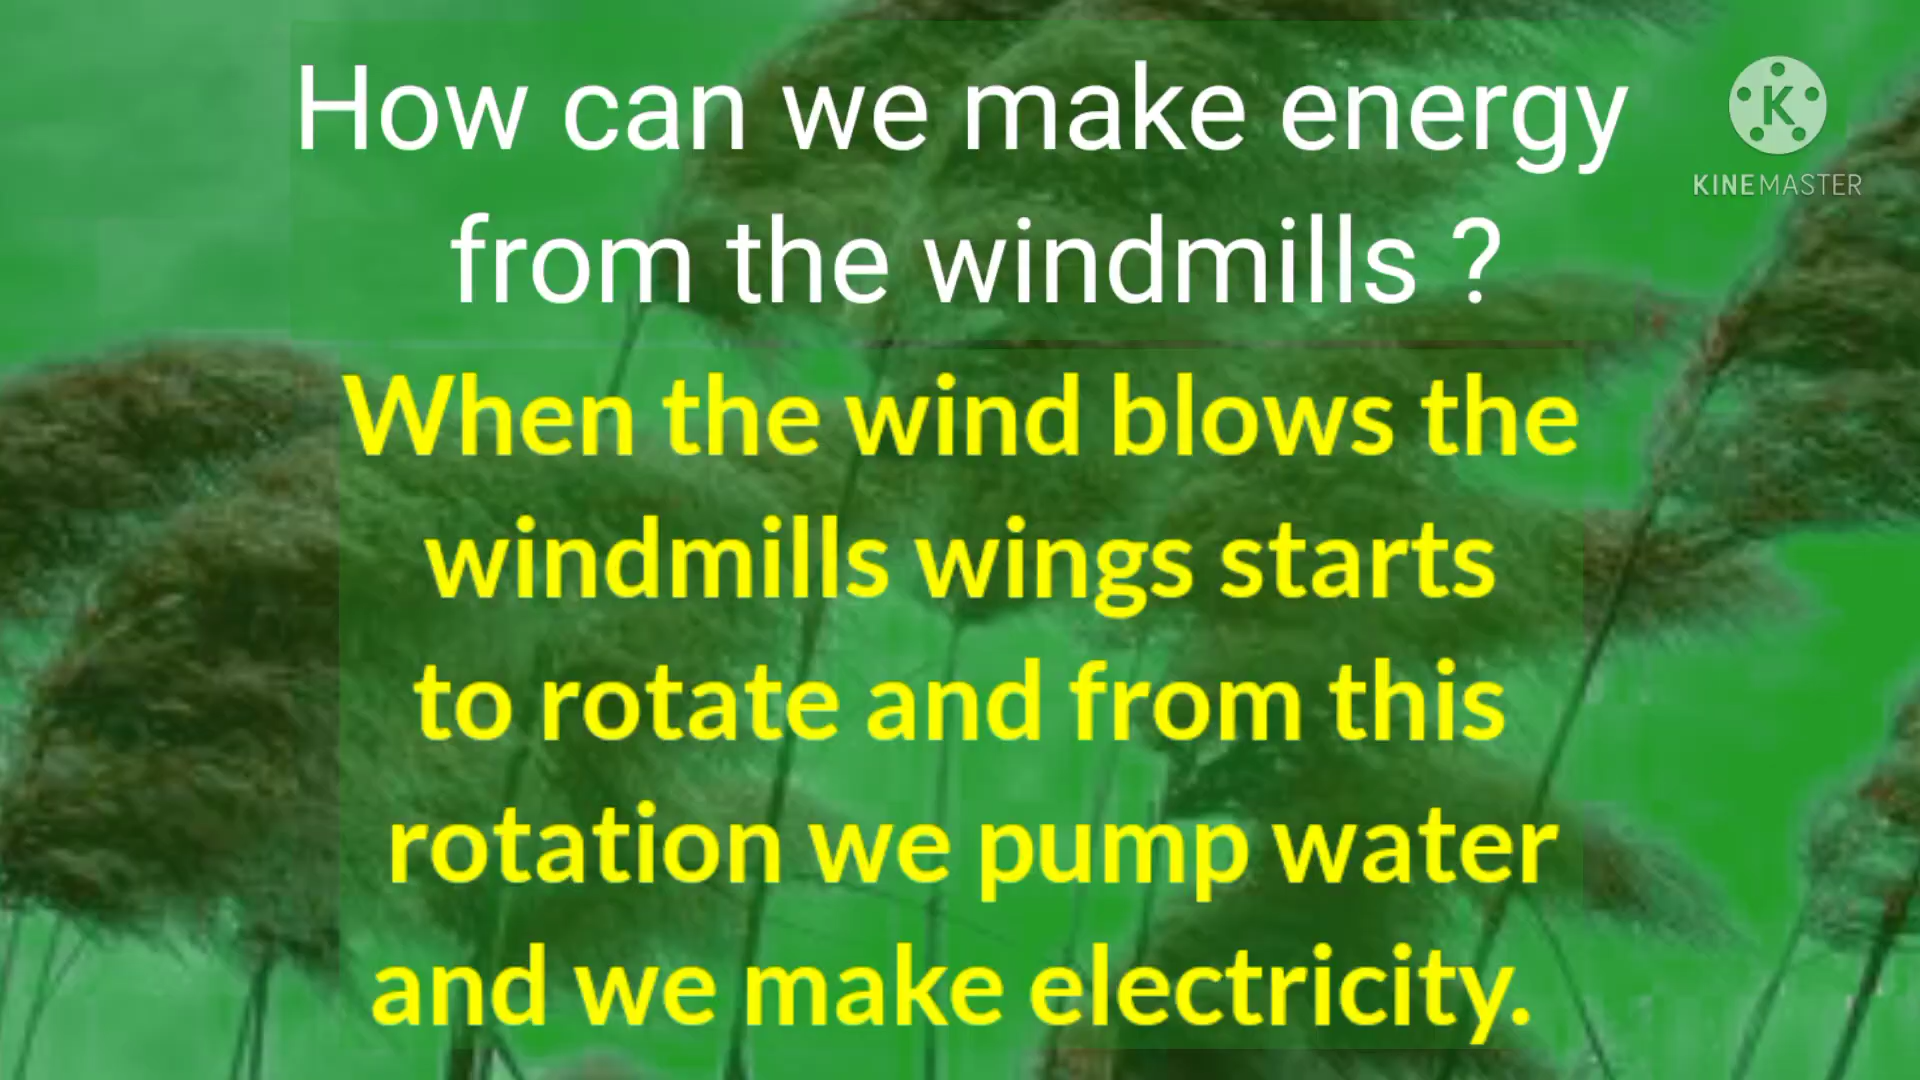 How can we make energy
from the windmills ?
K
KINEMASTER
When the wind blows the
windmills wings starts
to rotate and from this
rotation we pump water
and we make electricity.